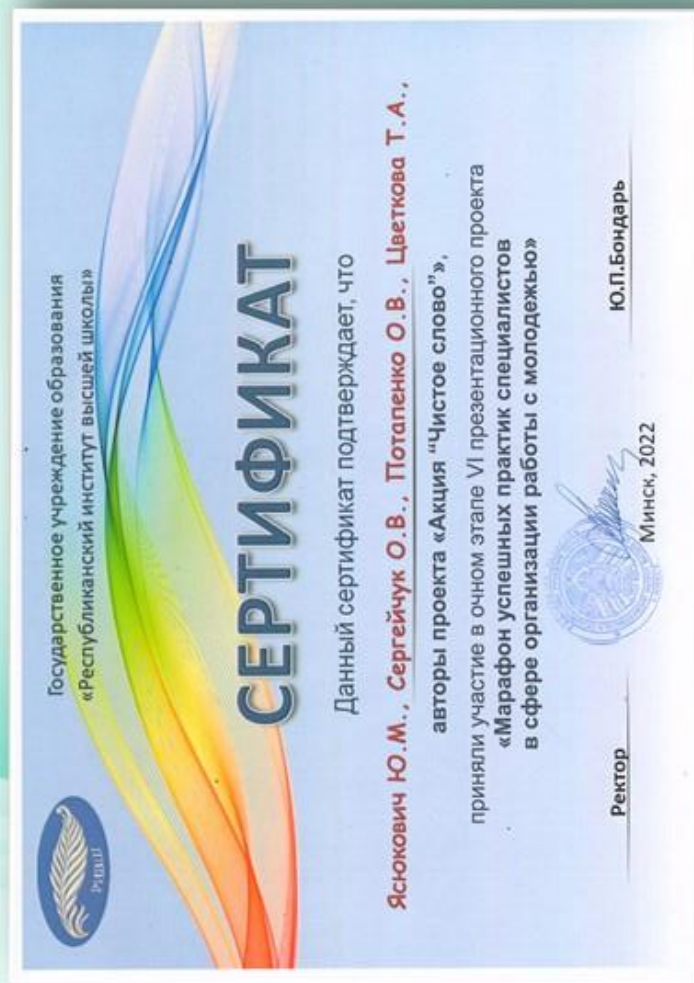 Государственное учреждение образования
«Республиканский институт высшей школы»
РИВШ
СЕРТИФИКАТ
Данный сертификат подтверждает, что
Ясюкович Ю.М., Сергейчук О.В., Потапенко О.В., Цветкова Т.А.,
авторы проекта «Акция "Чистое слово"»,
приняли участие в очном этапе VI презентационного проекта
«Марафон успешных практик специалистов
в сфере организации работы с молодежью»
Ректор
Ю.П.Бондарь
Минск, 2022